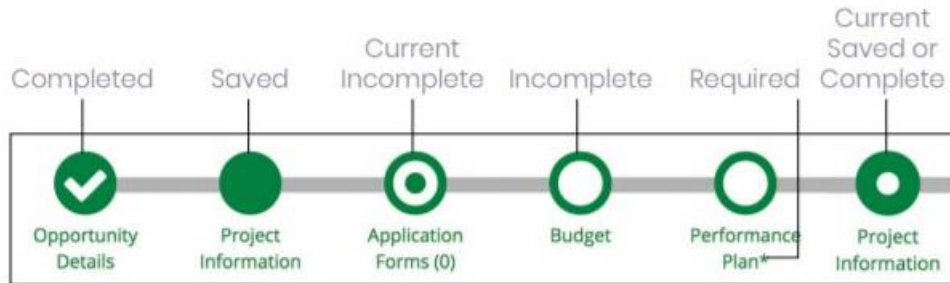 Completed
Saved
Current
Incomplete
Incomplete
Required
Current
Saved or
Complete
Opportunity
Details
Project
Information
Application
Forms (0)
Budget
Performance
Plan*
Project
Information